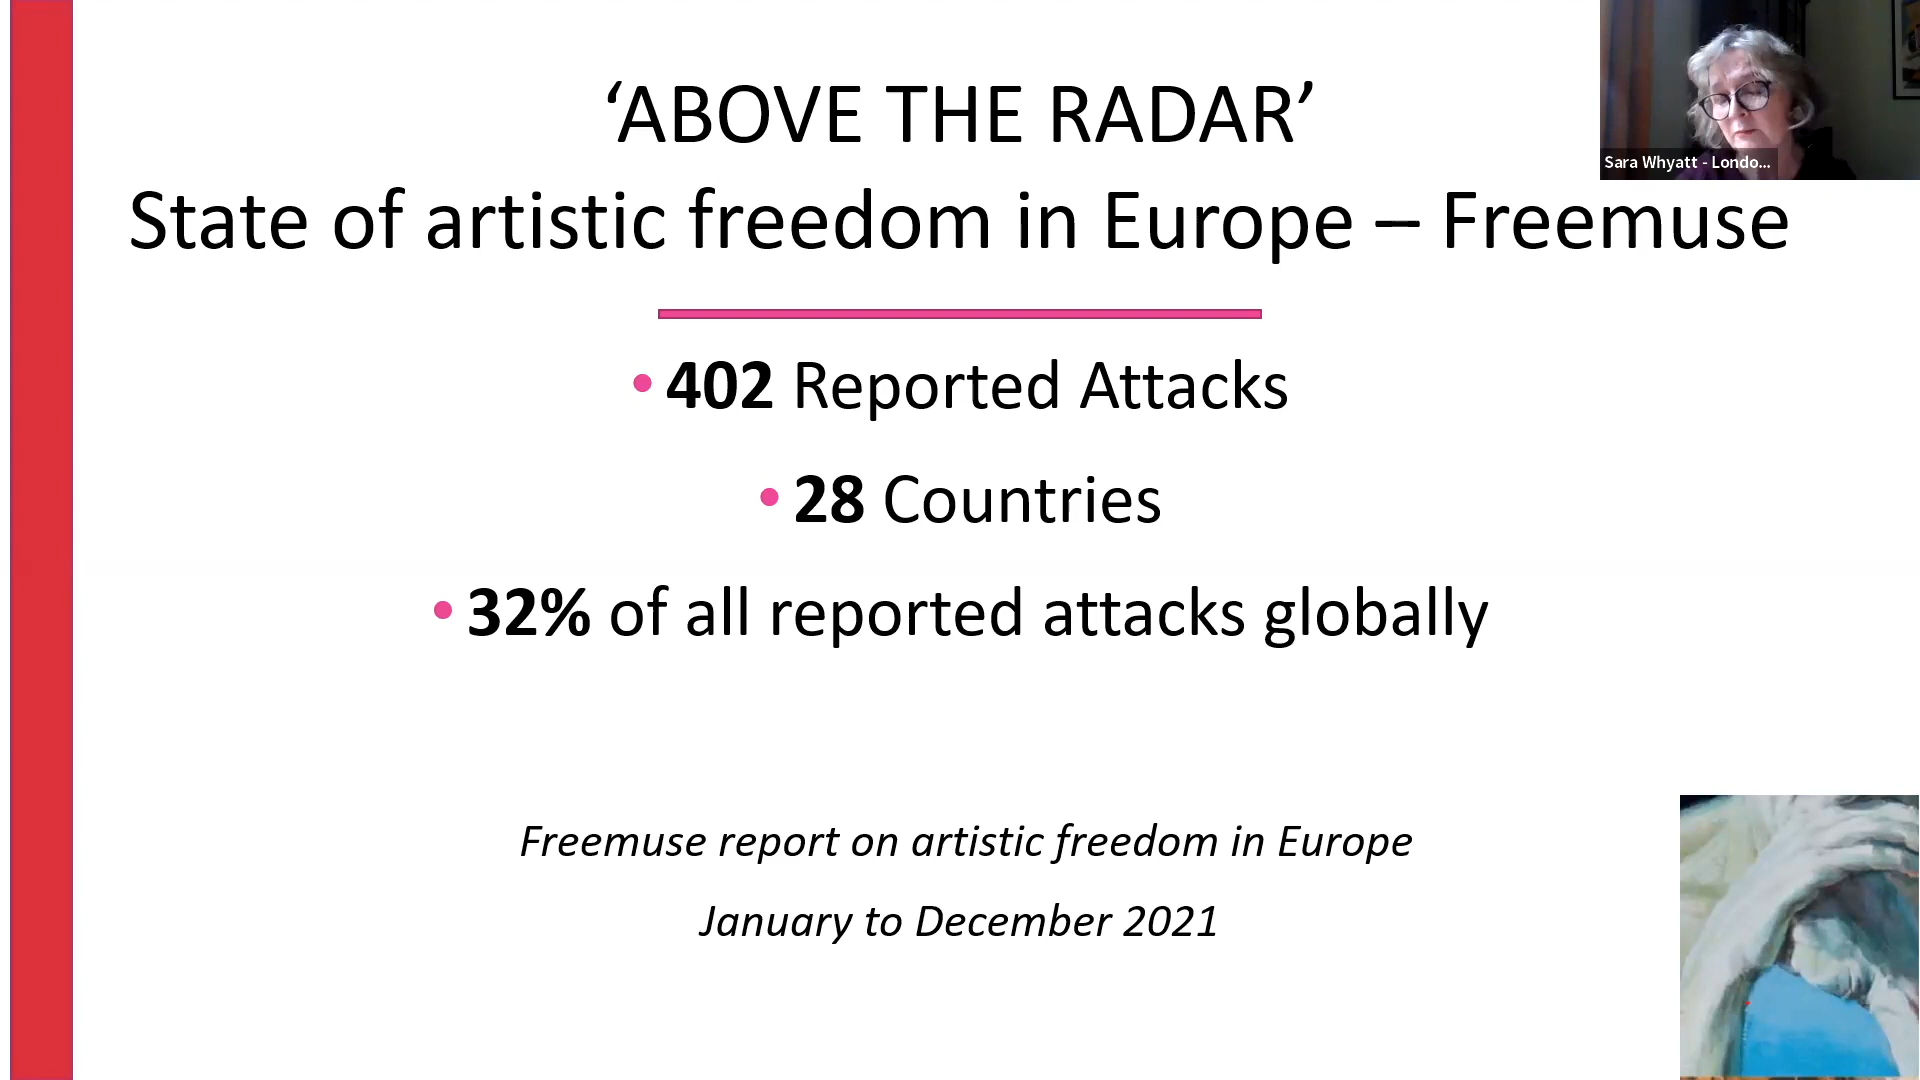 ‘ABOVE THE RADAR’
State of artistic freedom in Europe – Freemuse
Sara Whyatt - Londo...
• 402 Reported Attacks
• 28 Countries
• 32% of all reported attacks globally
Freemuse report on artistic freedom in Europe
January to December 2021